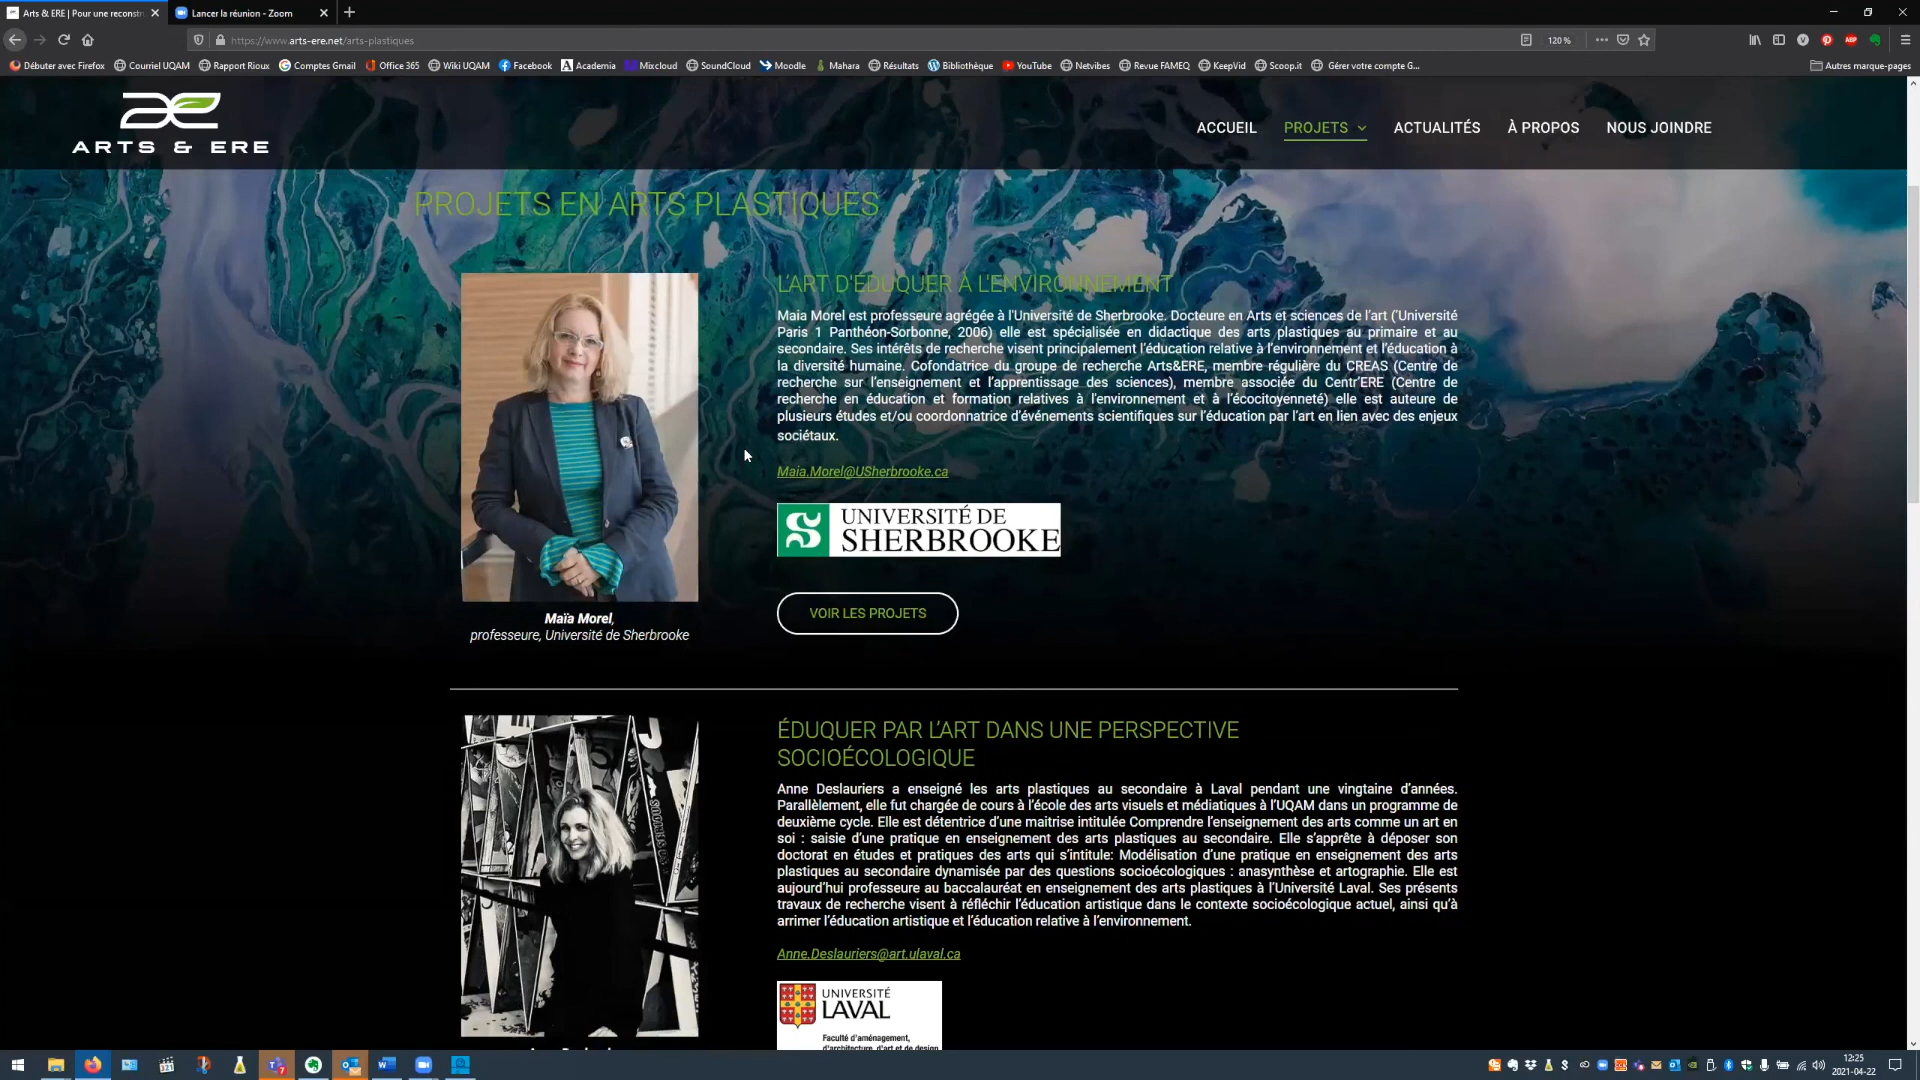 Arts & ERE | Pour une reconstr
Lancer la réunion - Zoom
https://www.arts-ere.net/arts-plastiques
120 %
Débuter avec Firefox
Courriel UQAM
Rapport Rioux
Comptes Gmail
Office 365
Wiki UQAM
Facebook
Academia
Mixcloud
SoundCloud
Moodle
Mahara
Résultats
Bibliothèque
YouTube
Netvibes
Revue FAMEQ
KeepVid
Scoop.it
Gérer votre compte G...
Autres marque-pages
ARTS & ERE
ACCUEIL
PROJETS
ACTUALITÉS
À PROPOS
NOUS JOINDRE
PROJETS EN ARTS PLASTIQUES
L'ART D'ÉDUQUER À L'ENVIRONNEMENT
Maia Morel est professeure agrégée à l'Université de Sherbrooke. Docteure en Arts et sciences de l'art ('Université
Paris 1 Panthéon-Sorbonne, 2006) elle est spécialisée en didactique des arts plastiques au primaire et au
secondaire. Ses intérêts de recherche visent principalement l'éducation relative à l'environnement et l'éducation à
la diversité humaine. Cofondatrice du groupe de recherche Arts&ERE, membre régulière du CREAS (Centre de
recherche sur l'enseignement et l'apprentissage des sciences), membre associée du Centr'ERE (Centre de
recherche en éducation et formation relatives à l'environnement et à l'écocitoyenneté) elle est auteure de
plusieurs études et/ou coordonnatrice d'événements scientifiques sur l'éducation par l'art en lien avec des enjeux
sociétaux.
Maia.Morel@USherbrooke.ca
UNIVERSITÉ DE
SHERBROOKE
VOIR LES PROJETS
Maïa Morel,
professeure, Université de Sherbrooke
ÉDUQUER PAR L'ART DANS UNE PERSPECTIVE
SOCIOÉCOLOGIQUE
Anne Deslauriers a enseigné les arts plastiques au secondaire à Laval pendant une vingtaine d'années.
Parallèlement, elle fut chargée de cours à l'école des arts visuels et médiatiques à l'UQAM dans un programme de
deuxième cycle. Elle est détentrice d'une maitrise intitulée Comprendre l'enseignement des arts comme un art en
soi : saisie d'une pratique en enseignement des arts plastiques au secondaire. Elle s'apprête à déposer son
doctorat en études et pratiques des arts qui s'intitule: Modélisation d'une pratique en enseignement des arts
plastiques au secondaire dynamisée par des questions socioécologiques : anasynthèse et artographie. Elle est
aujourd'hui professeure au baccalauréat en enseignement des arts plastiques à l'Université Laval. Ses présents
travaux de recherche visent à réfléchir l'éducation artistique dans le contexte socioécologique actuel, ainsi qu'à
arrimer l'éducation artistique et l'éducation relative à l'environnement.
Anne.Deslauriers@art.ulaval.ca
UNIVERSITÉ
LAVAL
Faculté d'aménagement,
d'architecture, d'art et de design
12:25
2021-04-22